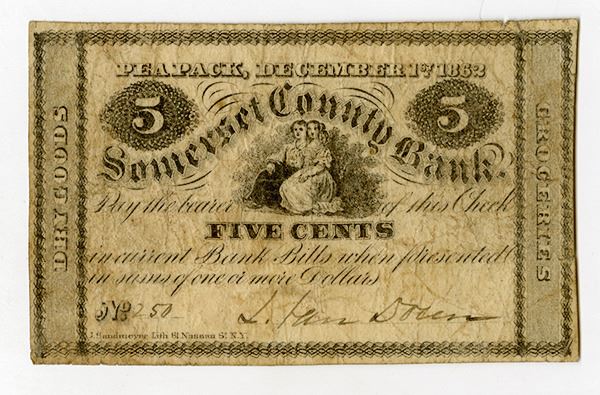 PEAPACK, DECEMBER 1st 1862
5 5
Somerset County Bank.
DRY GOODS
GROCERIES
Pay the bearer of this Check
FIVE CENTS
in current Bank Bills when presented
in sums of one or more Dollars
No 250 S. Van Doren
Lith 81 Nassau St. N.Y.